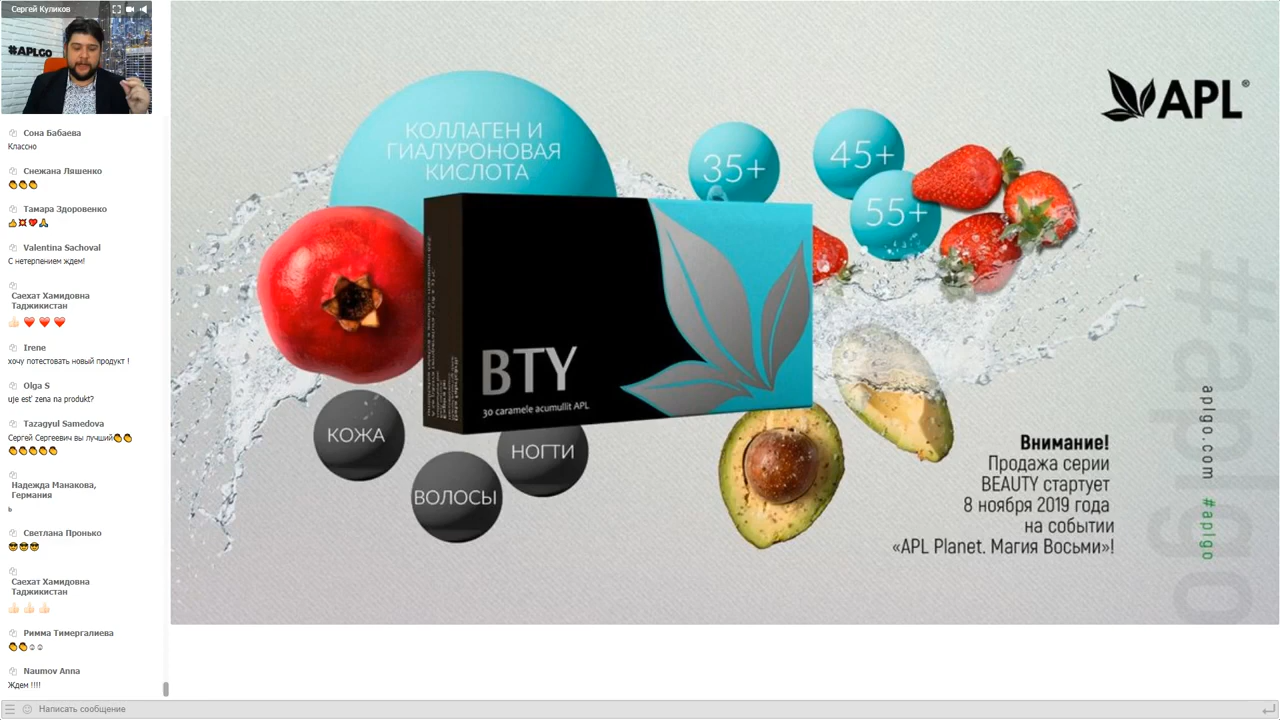 Сергей Куликов
#APLGO
Сона Бабаева
Классно
Снежана Ляшенко
Тамара Здоровенко
Valentina Sachoval
С нетерпением ждем!
Саехат Хамидовна
Таджикистан
Irene
хочу потестовать новый продукт !
Olga S
uje est' zena na produkt?
Tazagyul Samedova
Сергей Сергеевич вы лучший
Надежда Манакова,
Германия
ь
Светлана Пронько
Саехат Хамидовна
Таджикистан
Римма Тимергалиева
Naumov Anna
Ждем !!!!
Написать сообщение
КОЛЛАГЕН И
ГИАЛУРОНОВАЯ
КИСЛОТА
35+
45+
55+
APL®
BTY
30 caramele acumullit APL
КОЖА
ВОЛОСЫ
НОГТИ
Внимание!
Продажа серии
BEAUTY стартует
8 ноября 2019 года
на событии
«APL Planet. Магия Восьми»!
aplgo.com #aplgo
#aplgo